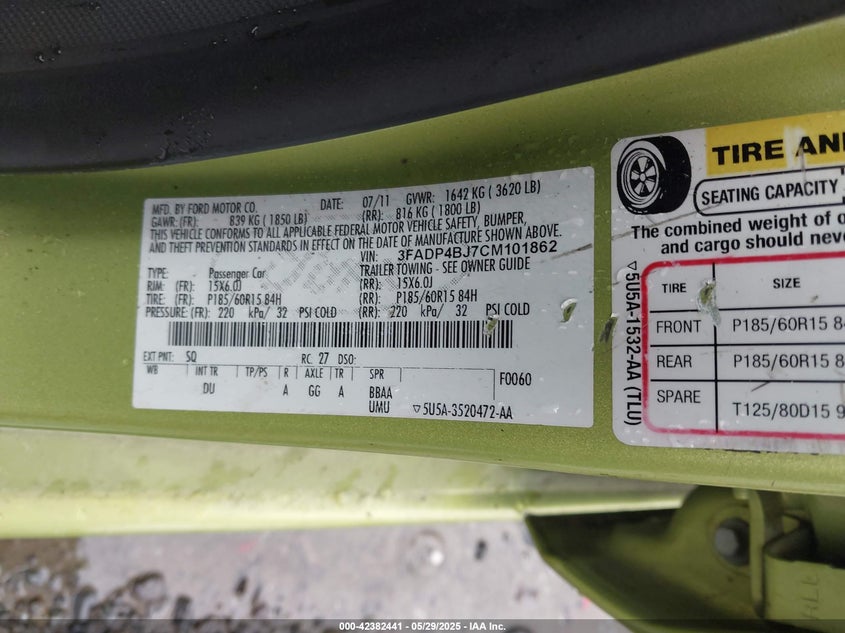 MFD. BY FORD MOTOR CO. DATE: 07/11 GVWR: 1642 KG ( 3620 LB)
GAWR: (FR): 839 KG ( 1850 LB) (RR): 816 KG ( 1800 LB)
THIS VEHICLE CONFORMS TO ALL APPLICABLE FEDERAL MOTOR VEHICLE SAFETY, BUMPER,
AND THEFT PREVENTION STANDARDS IN EFFECT ON THE DATE OF MANUFACTURE SHOWN ABOVE
VIN: 3FADP4BJ7CM101862
TYPE: Passenger Car TRAILER TOWING - SEE OWNER GUIDE
RIM: (FR): 15X6.0J (RR): 15X6.0J
TIRE: (FR): P185/60R15 84H (RR): P185/60R15 84H
PRESSURE: (FR): 220 kPa/ 32 PSI COLD (RR): 220 kPa/ 32 PSI COLD
EXT PNT: SQ RC: 27 DSO:
WB INT TR TP/PS R AXLE TR SPR F0060
DU A GG A BBAA
UMU ▽5U5A-3520472-AA
TIRE AN
SEATING CAPACITY
The combined weight of o
and cargo should neve
TIRE SIZE
FRONT P185/60R15 84
REAR P185/60R15 8
SPARE T125/80D15 9
▽5U5A-1532-AA (TLU)
000-42382441 - 05/29/2025 - IAA Inc.